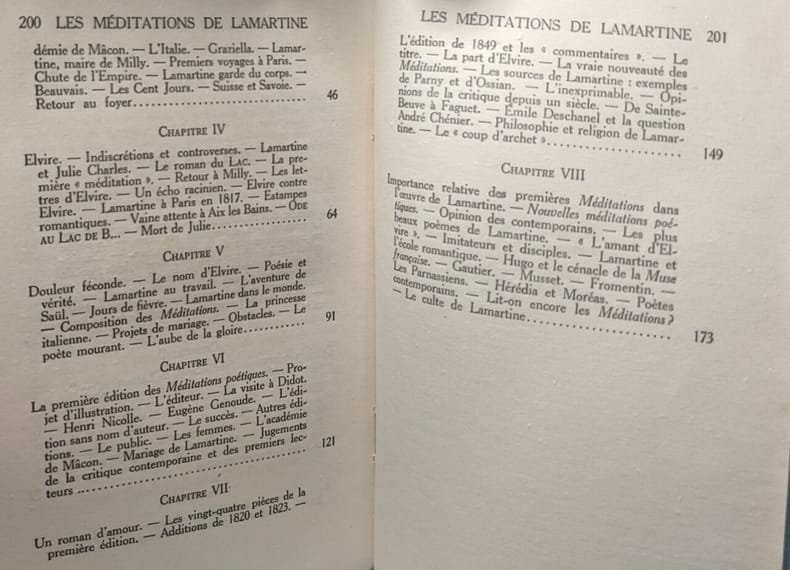 200 LES MÉDITATIONS DE LAMARTINE
démie de Mâcon. — L'Italie. — Graziella. — Lamar-
tine, maire de Milly. — Premiers voyages à Paris. —
Chute de l'Empire. — Lamartine garde du corps. —
Beauvais. — Les Cent Jours. — Suisse et Savoie. —
Retour au foyer.............................. 46
CHAPITRE IV
Elvire. — Indiscrétions et controverses. — Lamartine
et Julie Charles. — Le roman du LAC. — La pre-
mière « méditation ». — Retour à Milly. — Les let-
tres d'Elvire. — Un écho racinien. — Elvire contre
Elvire. — Lamartine à Paris en 1817. — Estampes
romantiques. — Vaine attente à Aix les Bains. — ODE
AU LAC DE B... — Mort de Julie.................. 64
CHAPITRE V
Douleur féconde. — Le nom d'Elvire. — Poésie et
vérité. — Lamartine au travail. — L'aventure de
Saül. — Jours de fièvre. — Lamartine dans le monde.
— Composition des Méditations. — La princesse
italienne. — Projets de mariage. — Obstacles. — Le
poète mourant. — L'aube de la gloire............ 91
CHAPITRE VI
La première édition des Méditations poétiques. — Pro-
jet d'illustration. — L'éditeur. — La visite à Didot.
— Henri Nicolle. — Eugène Genoude. — L'édi-
tion sans nom d'auteur. — Le succès. — Autres édi-
tions. — Le public. — Les femmes. — L'académie
de Mâcon. — Mariage de Lamartine. — Jugements
de la critique contemporaine et des premiers lec-
teurs ........................................ 121
CHAPITRE VII
Un roman d'amour. — Les vingt-quatre pièces de la
première édition. — Additions de 1820 et 1823. —
LES MÉDITATIONS DE LAMARTINE 201
L'édition de 1849 et les « commentaires ». — Le
titre. — La part d'Elvire. — La vraie nouveauté des
Méditations. — Les sources de Lamartine : exemples
de Parny et d'Ossian. — L'inexprimable. — Opi-
nions de la critique depuis un siècle. — De Sainte-
Beuve à Faguet. — Émile Deschanel et la question
André Chénier. — Philosophie et religion de Lamar-
tine. — Le « coup d'archet »...................... 149
CHAPITRE VIII
Importance relative des premières Méditations dans
l'œuvre de Lamartine. — Nouvelles méditations poé-
tiques. — Opinion des contemporains. — Les plus
beaux poèmes de Lamartine. — « L'amant d'El-
vire ». — Imitateurs et disciples. — Lamartine et
l'école romantique. — Hugo et le cénacle de la Muse
française. — Gautier. — Musset. — Fromentin. —
Les Parnassiens. — Hérédia et Moréas. — Poètes
contemporains. — Lit-on encore les Méditations ?
— Le culte de Lamartine........................ 173